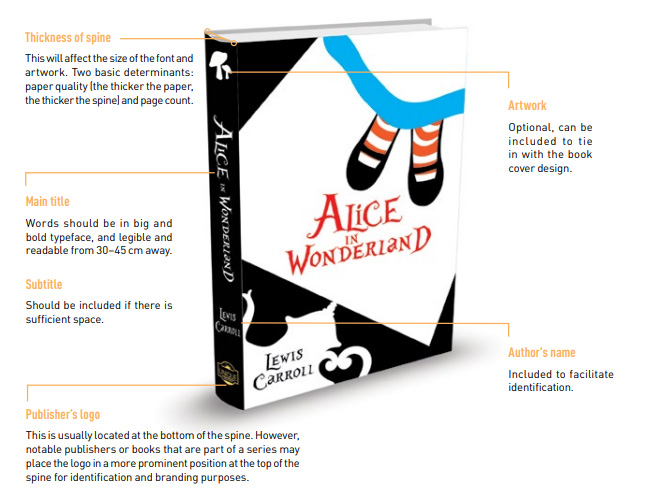 Thickness of spine
This will affect the size of the font and
artwork. Two basic determinants:
paper quality (the thicker the paper,
the thicker the spine) and page count.
Main title
Words should be in big and
bold typeface, and legible and
readable from 30–45 cm away.
Subtitle
Should be included if there is
sufficient space.
Publisher's logo
This is usually located at the bottom of the spine. However,
notable publishers or books that are part of a series may
place the logo in a more prominent position at the top of the
spine for identification and branding purposes.
ALiCE IN WONDERLaND
LEWIS
CARROLL
ALiCE
IN
WONDERLaND
LEWIS
CARROLL
Artwork
Optional, can be
included to tie
in with the book
cover design.
Author's name
Included to facilitate
identification.